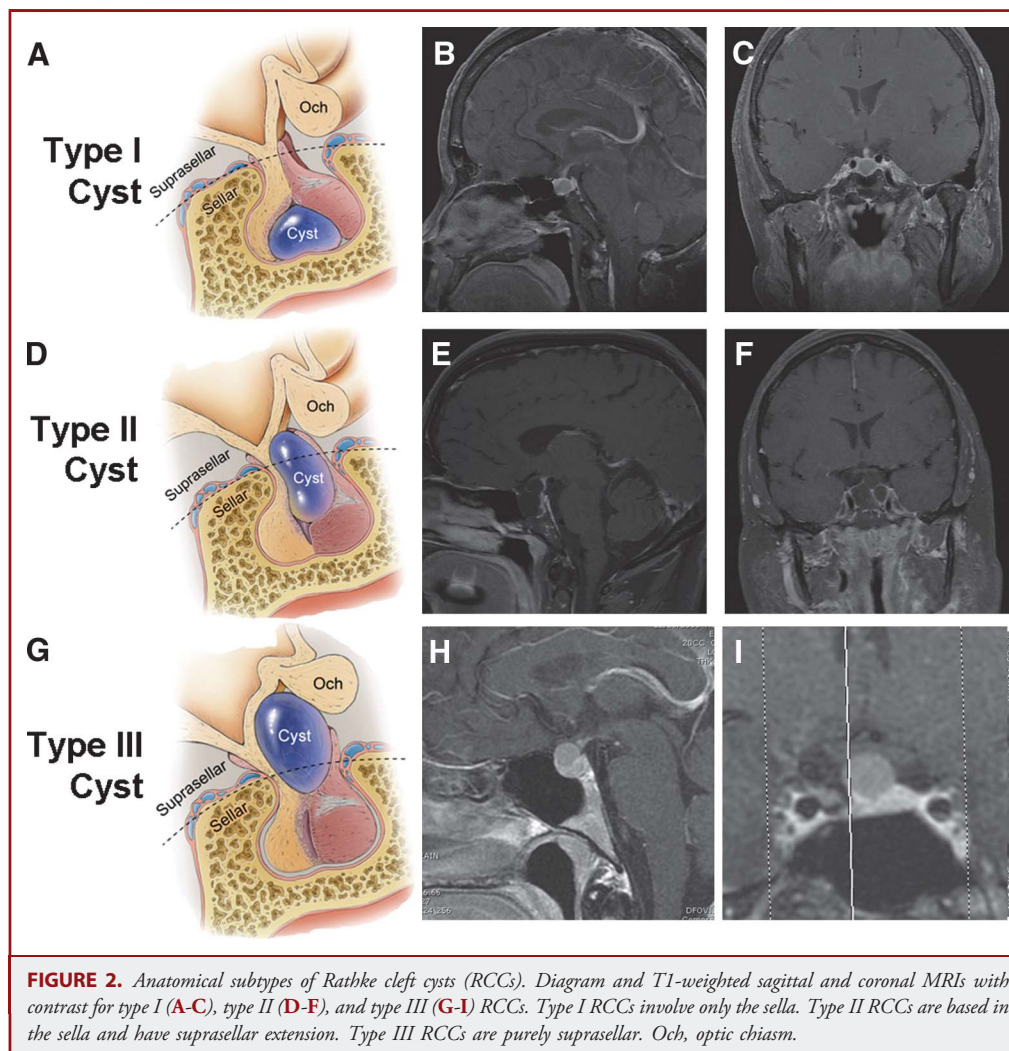 A
Type I
Cyst
Och
Suprasellar
Sellar
Cyst
B
C
D
Type II
Cyst
Och
Suprasellar
Sellar
Cyst
E
F
G
Type III
Cyst
Och
Cyst
Suprasellar
Sellar
H
20CC
I
FIGURE 2. Anatomical subtypes of Rathke cleft cysts (RCCs). Diagram and T1-weighted sagittal and coronal MRIs with
contrast for type I (A-C), type II (D-F), and type III (G-I) RCCs. Type I RCCs involve only the sella. Type II RCCs are based in
the sella and have suprasellar extension. Type III RCCs are purely suprasellar. Och, optic chiasm.